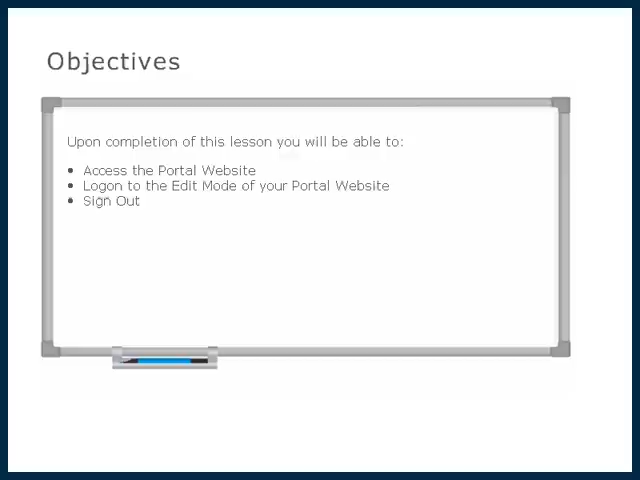 Objectives
Upon completion of this lesson you will be able to:
• Access the Portal Website
• Logon to the Edit Mode of your Portal Website
• Sign Out